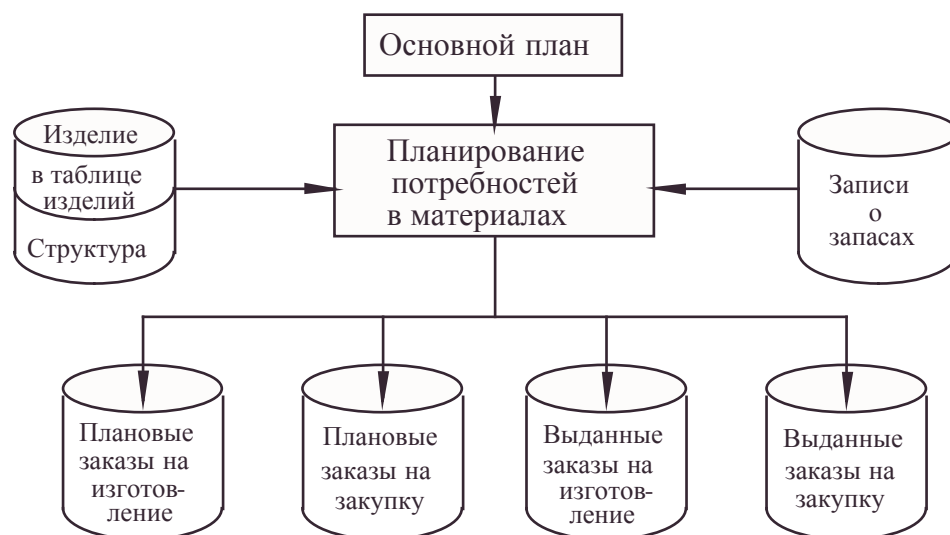 Основной план
Изделие
в таблице
изделий
Структура
Планирование
потребностей
в материалах
Записи
о
запасах
Плановые
заказы на
изготов-
ление
Плановые
заказы на
закупку
Выданные
заказы на
изготов-
ление
Выданные
заказы на
закупку